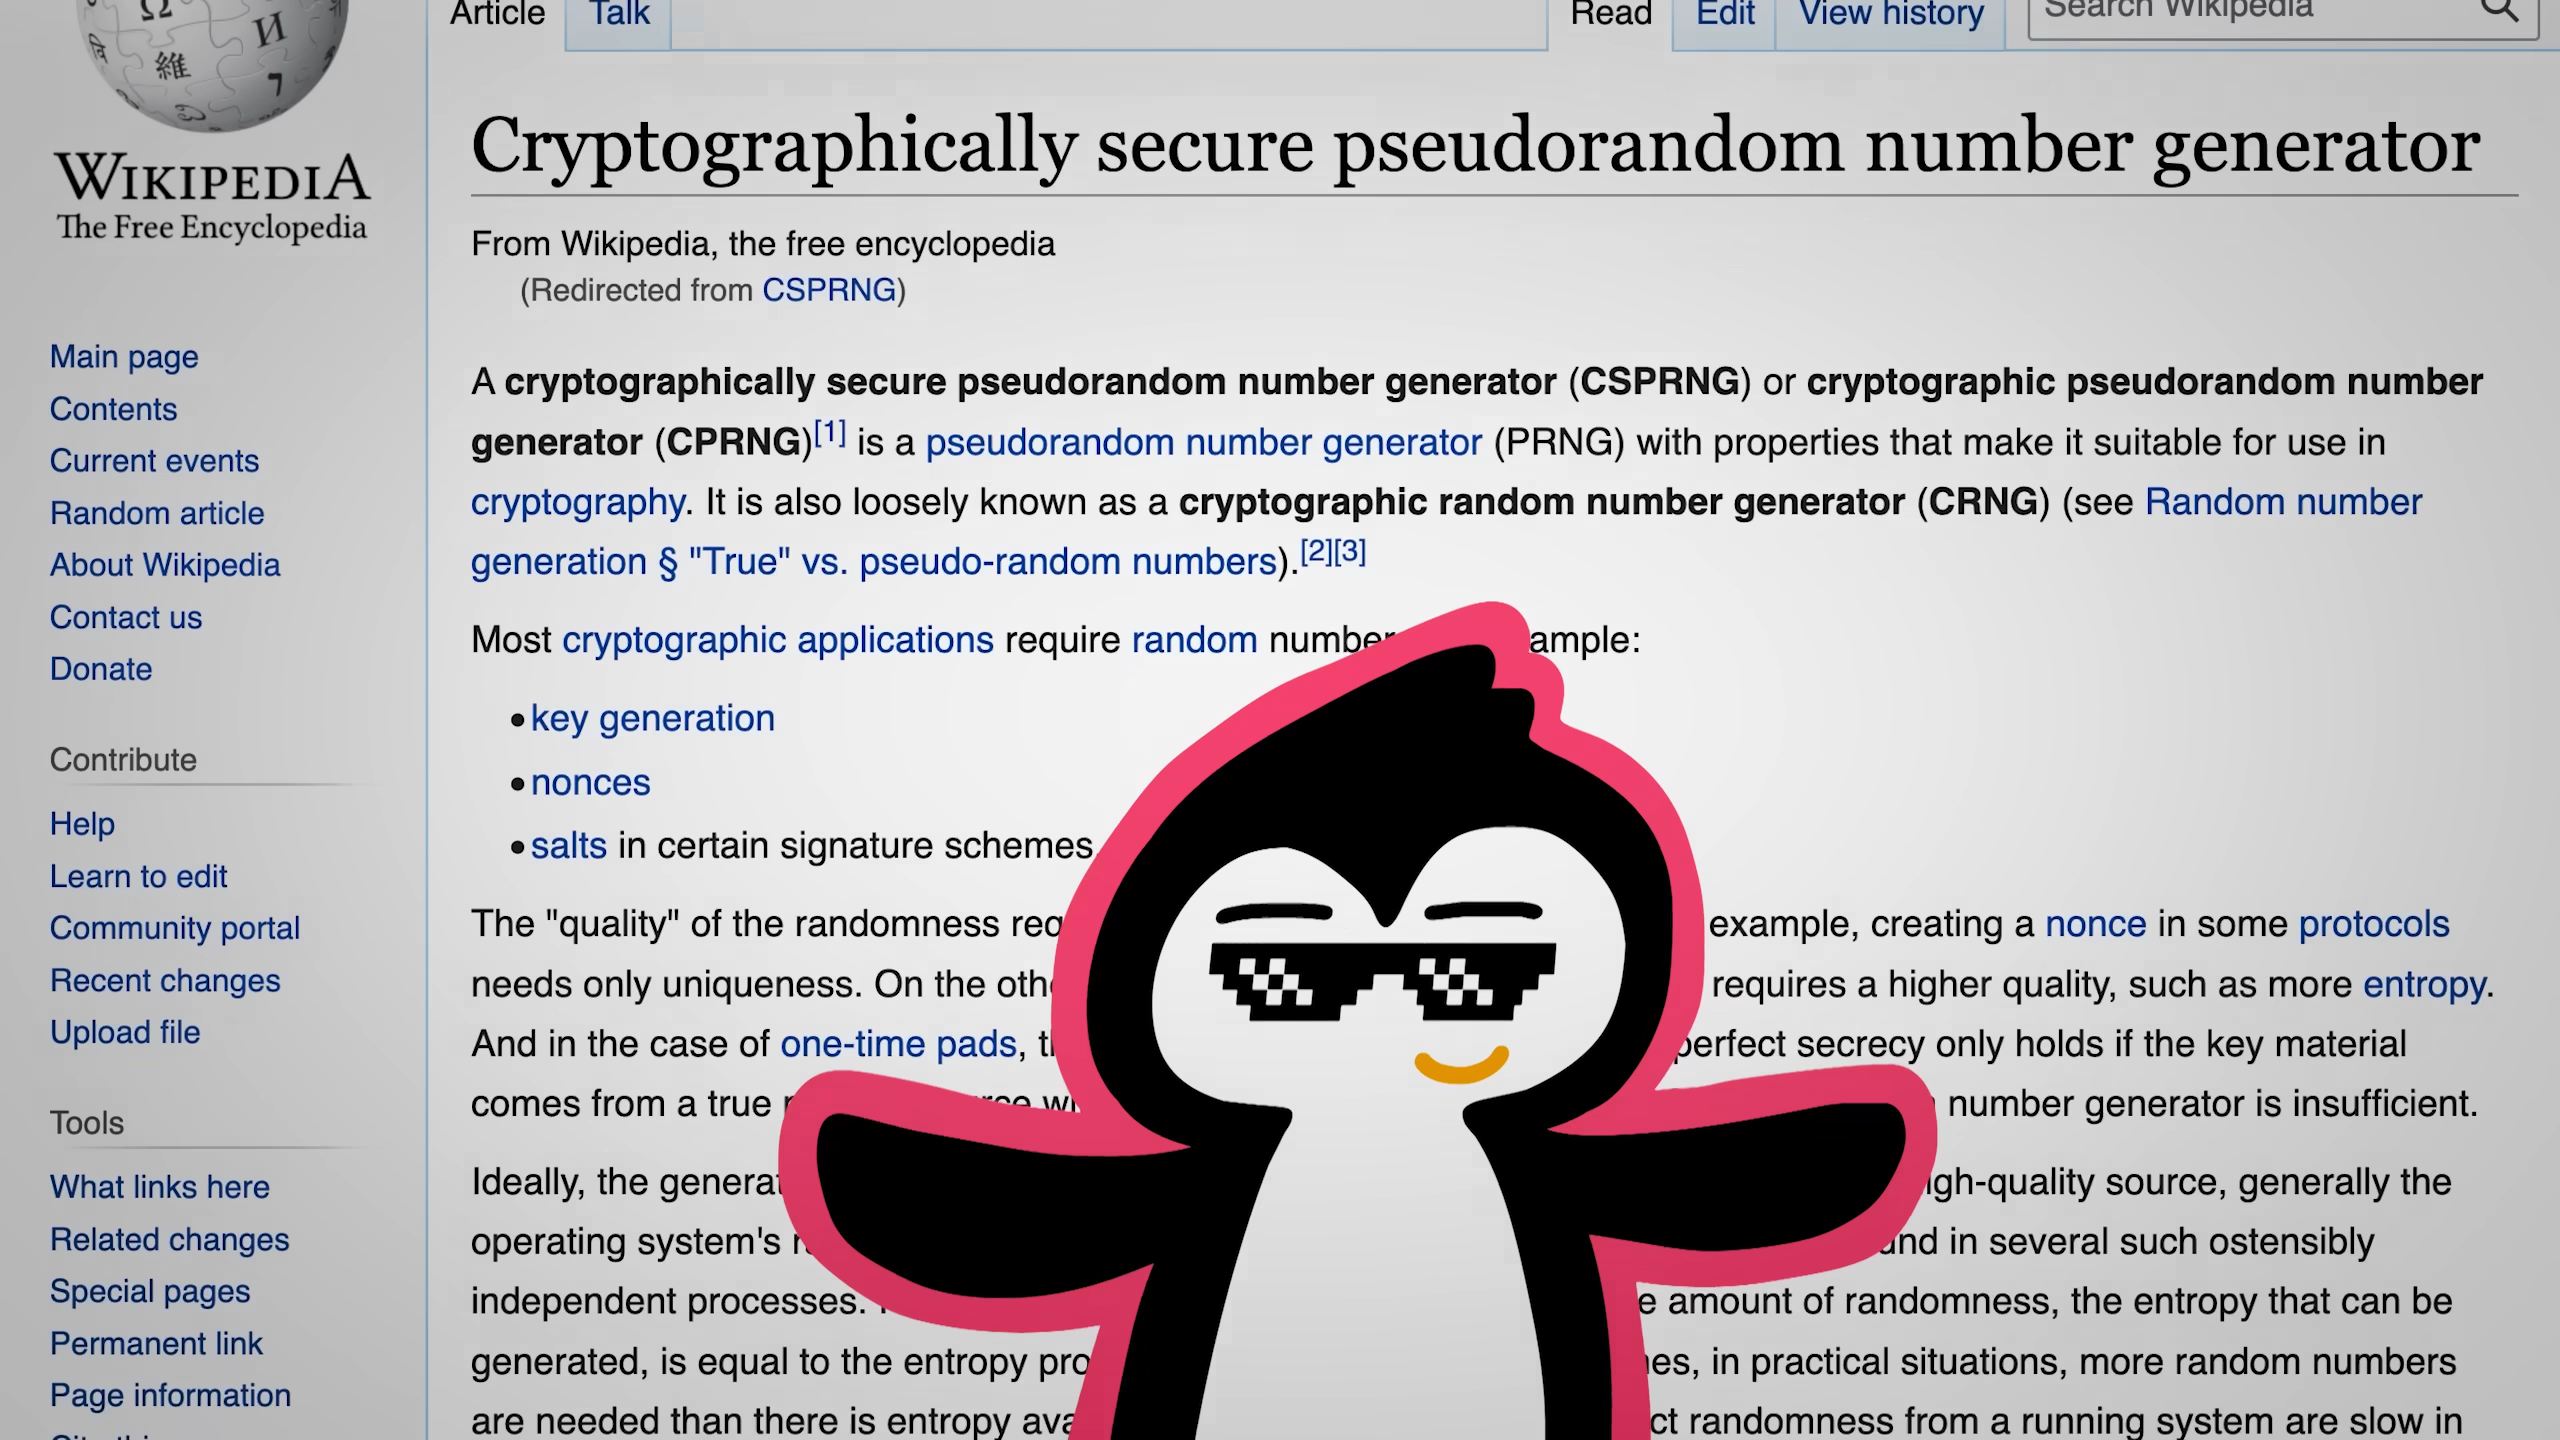 Ω
И
維
7
WIKIPEDIA
The Free Encyclopedia
Main page
Contents
Current events
Random article
About Wikipedia
Contact us
Donate
Contribute
Help
Learn to edit
Community portal
Recent changes
Upload file
Tools
What links here
Related changes
Special pages
Permanent link
Page information
Article Talk Read Edit View history Search Wikipedia
Cryptographically secure pseudorandom number generator
From Wikipedia, the free encyclopedia
(Redirected from CSPRNG)
A cryptographically secure pseudorandom number generator (CSPRNG) or cryptographic pseudorandom number
generator (CPRNG)[1] is a pseudorandom number generator (PRNG) with properties that make it suitable for use in
cryptography. It is also loosely known as a cryptographic random number generator (CRNG) (see Random number
generation § "True" vs. pseudo-random numbers).[2][3]
Most cryptographic applications require random ample:
• key generation
• nonces
• salts in certain signature schemes
The "quality" of the randomness example, creating a nonce in some protocols
needs only uniqueness. On the requires a higher quality, such as more entropy.
And in the case of one-time pads, perfect secrecy only holds if the key material
comes from a true number generator is insufficient.
Ideally, the gh-quality source, generally the
operating system's in several such ostensibly
independent processes. amount of randomness, the entropy that can be
generated, is equal to the entropy in practical situations, more random numbers
are needed than there is entropy randomness from a running system are slow in